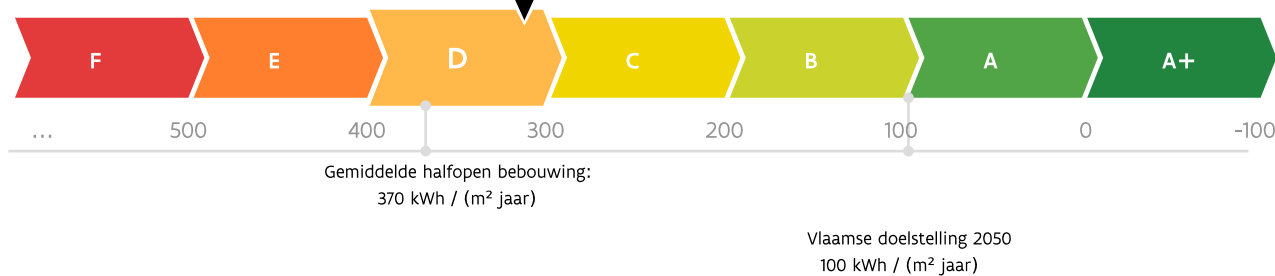 F E D C B A A+
... 500 400 300 200 100 0 -100
Gemiddelde halfopen bebouwing:
370 kWh / (m² jaar)
Vlaamse doelstelling 2050
100 kWh / (m² jaar)